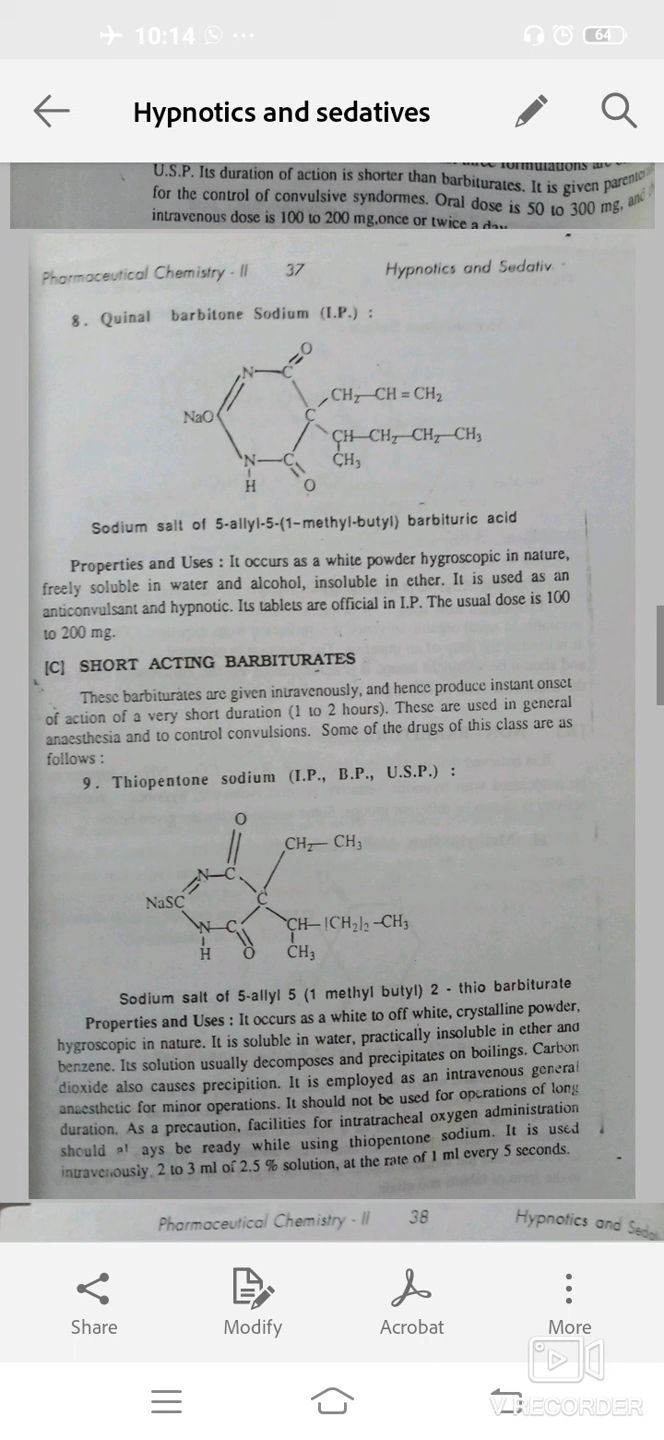 10:14
64
Hypnotics and sedatives
U.S.P. Its duration of action is shorter than barbiturates. It is given
for the control of convulsive syndormes. Oral dose is 50 to 300 mg, and
intravenous dose is 100 to 200 mg,once or twice a day
Pharmaceutical Chemistry - II 37 Hypnotics and Sedativ
8. Quinal barbitone Sodium (I.P.) :
O
N—C
CH₂—CH = CH₂
NaO C
CH—CH₂—CH₂—CH₃
N—C CH₃
H O
Sodium salt of 5-allyl-5-(1-methyl-butyl) barbituric acid
Properties and Uses : It occurs as a white powder hygroscopic in nature,
freely soluble in water and alcohol, insoluble in ether. It is used as an
anticonvulsant and hypnotic. Its tablets are official in I.P. The usual dose is 100
to 200 mg.
[C] SHORT ACTING BARBITURATES
These barbiturates are given intravenously, and hence produce instant onset
of action of a very short duration (1 to 2 hours). These are used in general
anaesthesia and to control convulsions. Some of the drugs of this class are as
follows :
9. Thiopentone sodium (I.P., B.P., U.S.P.) :
O
CH₂— CH₃
N—C
NaSC C
N—C CH—[CH₂]₂—CH₃
H O CH₃
Sodium salt of 5-allyl 5 (1 methyl butyl) 2 - thio barbiturate
Properties and Uses : It occurs as a white to off white, crystalline powder,
hygroscopic in nature. It is soluble in water, practically insoluble in ether and
benzene. Its solution usually decomposes and precipitates on boilings. Carbon
dioxide also causes precipition. It is employed as an intravenous general
anaesthetic for minor operations. It should not be used for operations of long
duration. As a precaution, facilities for intratracheal oxygen administration
should al ays be ready while using thiopentone sodium. It is used
intravenously, 2 to 3 ml of 2.5 % solution, at the rate of 1 ml every 5 seconds.
Pharmaceutical Chemistry - II 38 Hypnotics and Seda
Share Modify Acrobat More
V RECORDER